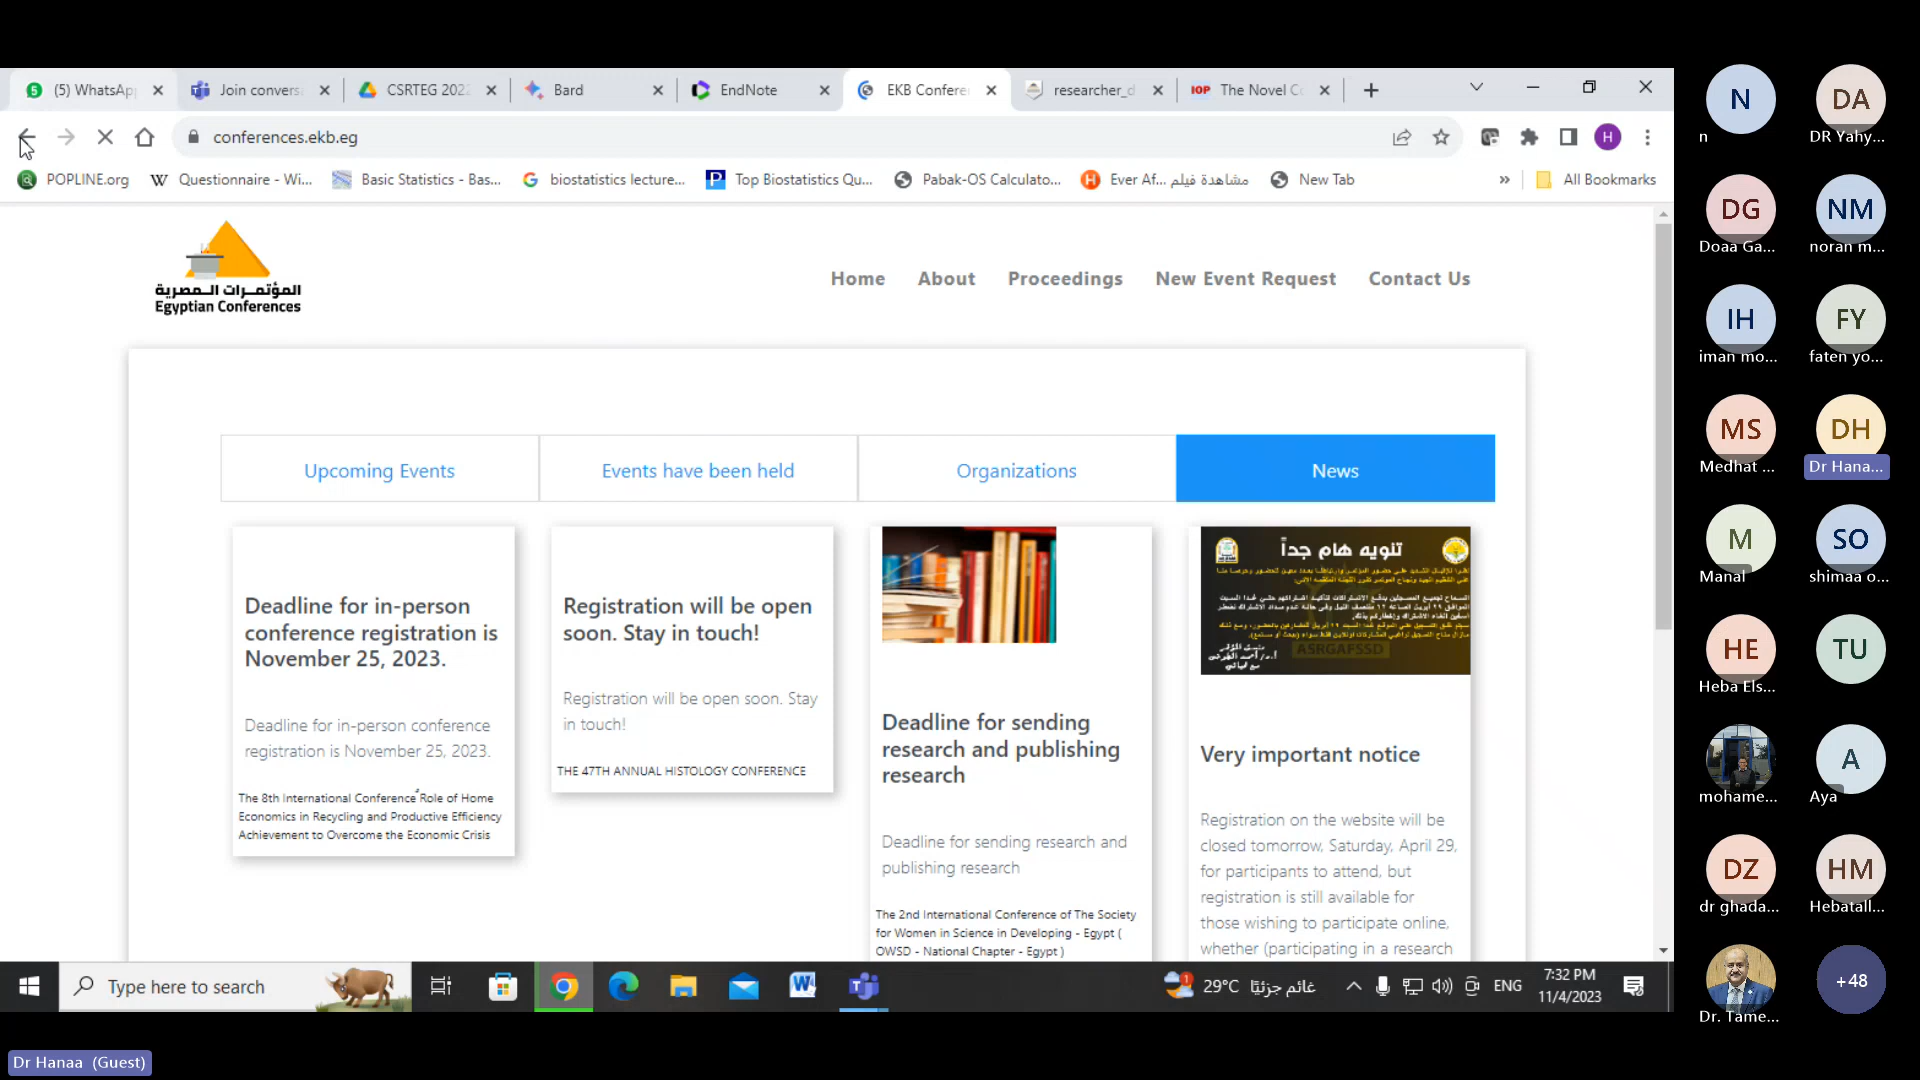 (5) WhatsAp
Join convers
CSRTEG 202
Bard
EndNote
EKB Confere
researcher_d
IOP The Novel Co
conferences.ekb.eg
H
POPLINE.org
W Questionnaire - Wi...
Basic Statistics - Bas...
G biostatistics lecture...
P Top Biostatistics Qu...
Pabak-OS Calculato...
H Ever Af... مشاهدة فيلم
New Tab
»
All Bookmarks
المؤتمرات المصرية
Egyptian Conferences
Home
About
Proceedings
New Event Request
Contact Us
Upcoming Events
Events have been held
Organizations
News
Deadline for in-person
conference registration is
November 25, 2023.
Deadline for in-person conference
registration is November 25, 2023.
The 8th International Conference Role of Home
Economics in Recycling and Productive Efficiency
Achievement to Overcome the Economic Crisis
Registration will be open
soon. Stay in touch!
Registration will be open soon. Stay
in touch!
THE 47TH ANNUAL HISTOLOGY CONFERENCE
Deadline for sending
research and publishing
research
Deadline for sending research and
publishing research
The 2nd International Conference of The Society
for Women in Science in Developing - Egypt (
OWSD - National Chapter - Egypt )
تنويه هام جداً
ASRGAFSSD
Very important notice
Registration on the website will be
closed tomorrow, Saturday, April 29,
for participants to attend, but
registration is still available for
those wishing to participate online,
whether (participating in a research
Type here to search
29°C غائم جزئيًا
ENG
7:32 PM
11/4/2023
Dr Hanaa (Guest)
N
n
DA
DR Yahy...
DG
Doaa Ga...
NM
noran m...
IH
iman mo...
FY
faten yo...
MS
Medhat ...
DH
Dr Hana...
M
Manal
SO
shimaa o...
HE
Heba Els...
TU
mohame...
A
Aya
DZ
dr ghada...
HM
Hebatall...
Dr. Tame...
+48